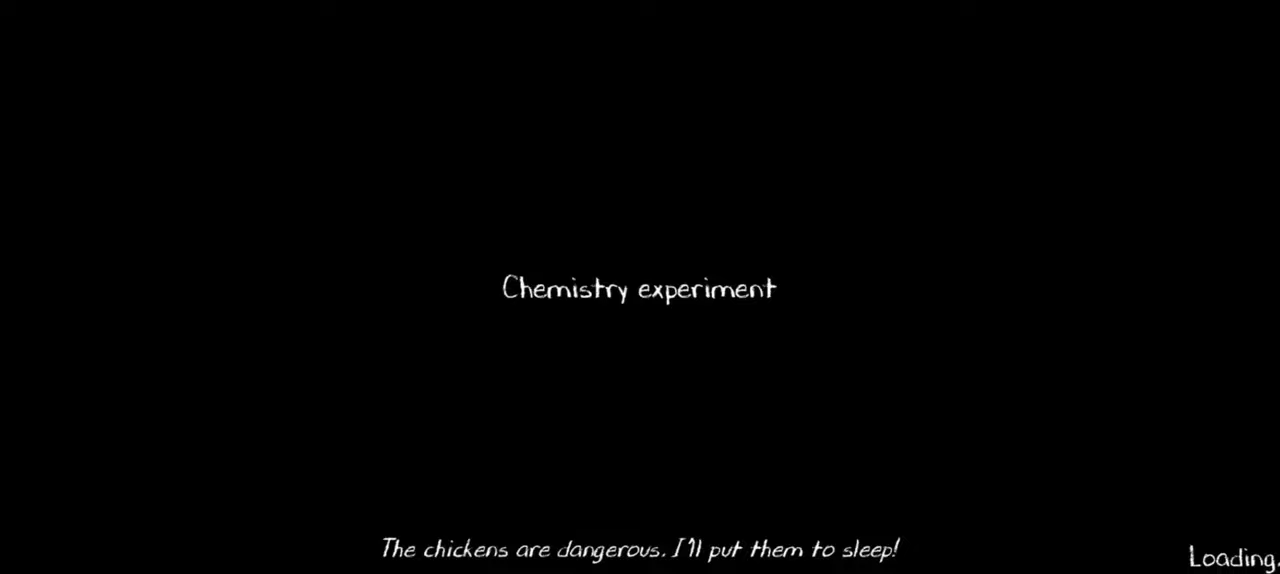 Chemistry experiment
The chickens are dangerous. I'll put them to sleep!
Loading.